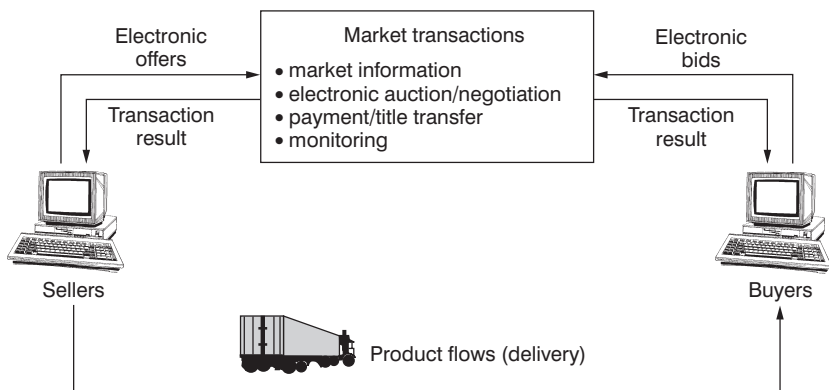 Electronic
offers
Market transactions
• market information
• electronic auction/negotiation
• payment/title transfer
• monitoring
Electronic
bids
Transaction
result
Transaction
result
Sellers
Buyers
Product flows (delivery)